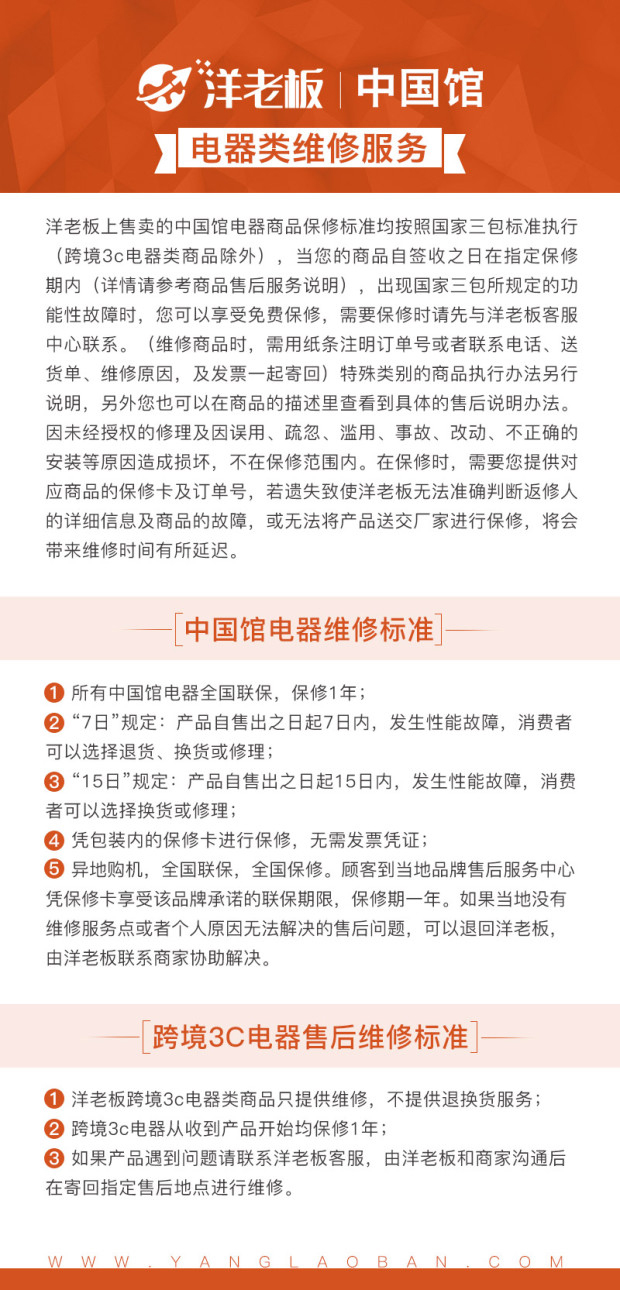 洋老板 | 中国馆
电器类维修服务
洋老板上售卖的中国馆电器商品保修标准均按照国家三包标准执行
（跨境3c电器类商品除外），当您的商品自签收之日在指定保修
期内（详情请参考商品售后服务说明），出现国家三包所规定的功
能性故障时，您可以享受免费保修，需要保修时请先与洋老板客服
中心联系。（维修商品时，需用纸条注明订单号或者联系电话、送
货单、维修原因，及发票一起寄回）特殊类别的商品执行办法另行
说明，另外您也可以在商品的描述里查看到具体的售后说明办法。
因未经授权的修理及因误用、疏忽、滥用、事故、改动、不正确的
安装等原因造成损坏，不在保修范围内。在保修时，需要您提供对
应商品的保修卡及订单号，若遗失致使洋老板无法准确判断返修人
的详细信息及商品的故障，或无法将产品送交厂家进行保修，将会
带来维修时间有所延迟。
中国馆电器维修标准
1 所有中国馆电器全国联保，保修1年；
2 “7日”规定：产品自售出之日起7日内，发生性能故障，消费者
可以选择退货、换货或修理；
3 “15日”规定：产品自售出之日起15日内，发生性能故障，消费
者可以选择换货或修理；
4 凭包装内的保修卡进行保修，无需发票凭证；
5 异地购机，全国联保，全国保修。顾客到当地品牌售后服务中心
凭保修卡享受该品牌承诺的联保期限，保修期一年。如果当地没有
维修服务点或者个人原因无法解决的售后问题，可以退回洋老板，
由洋老板联系商家协助解决。
跨境3C电器售后维修标准
1 洋老板跨境3c电器类商品只提供维修，不提供退换货服务；
2 跨境3c电器从收到产品开始均保修1年；
3 如果产品遇到问题请联系洋老板客服，由洋老板和商家沟通后
在寄回指定售后地点进行维修。
WWW.YANGLAOBAN.COM